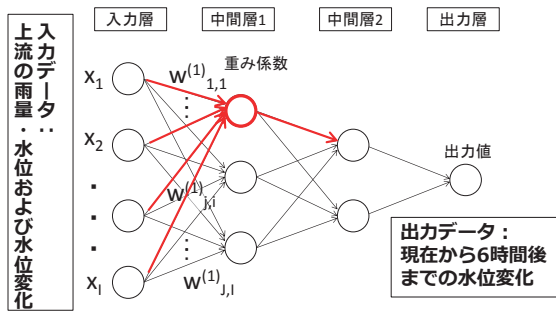 入力層
中間層1
中間層2
出力層
入力データ：
上流の雨量・水位および水位変化
x1
x2
xI
w(1)1,1
重み係数
w(1)j,i
w(1)J,I
出力値
出力データ：
現在から6時間後
までの水位変化